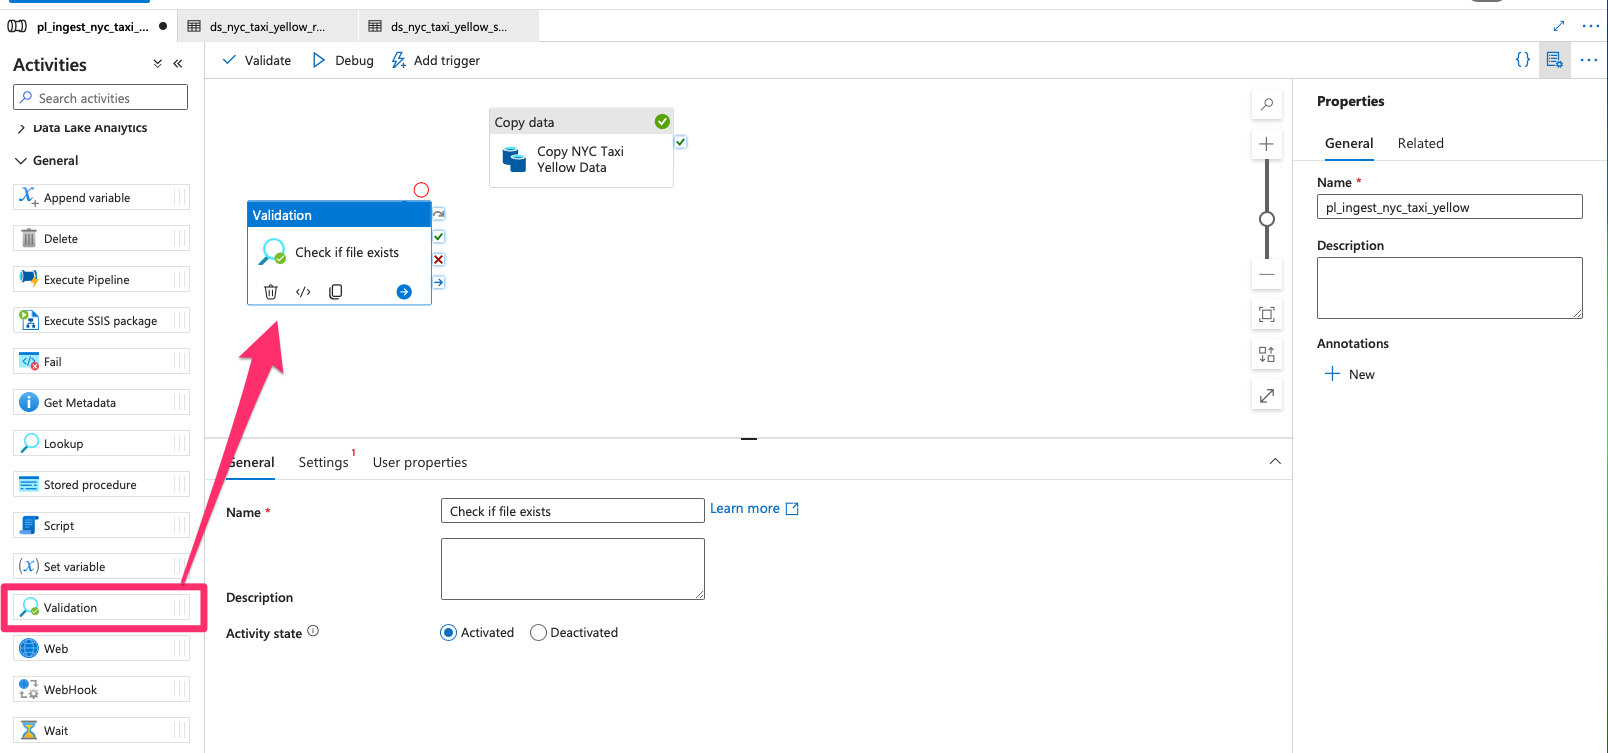 pl_ingest_nyc_taxi_...
ds_nyc_taxi_yellow_r...
ds_nyc_taxi_yellow_s...
Activities
Validate
Debug
Add trigger
Search activities
Data Lake Analytics
General
Append variable
Delete
Execute Pipeline
Execute SSIS package
Fail
Get Metadata
Lookup
Stored procedure
Script
Set variable
Validation
Web
WebHook
Wait
Copy data
Copy NYC Taxi
Yellow Data
Validation
Check if file exists
General
Settings 1
User properties
Name *
Check if file exists
Learn more
Description
Activity state
Activated
Deactivated
Properties
General
Related
Name *
pl_ingest_nyc_taxi_yellow
Description
Annotations
New